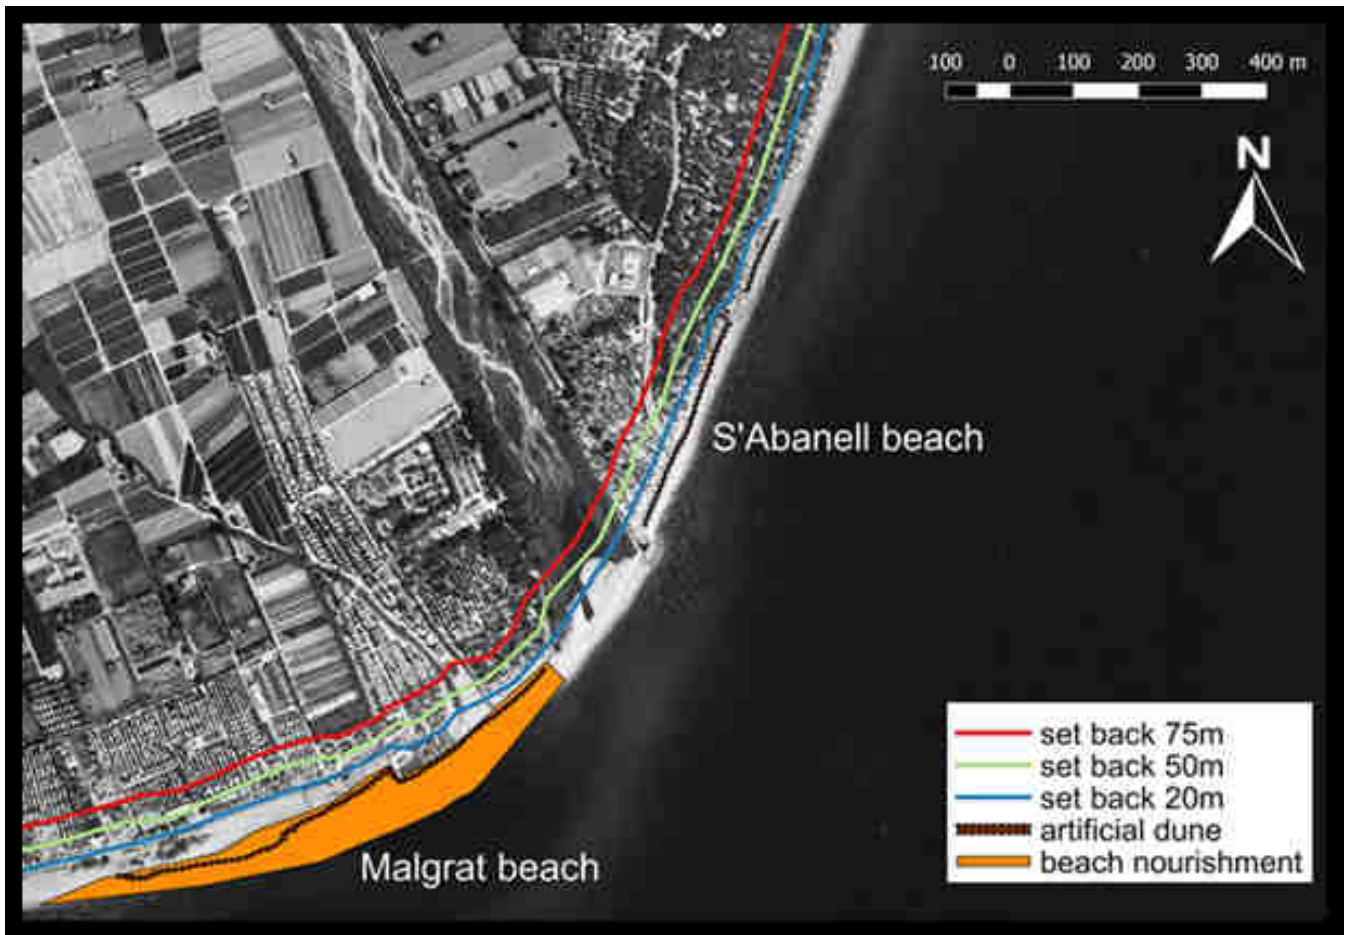 100 0 100 200 300 400 m
N
S'Abanell beach
set back 75m
set back 50m
set back 20m
artificial dune
beach nourishment
Malgrat beach